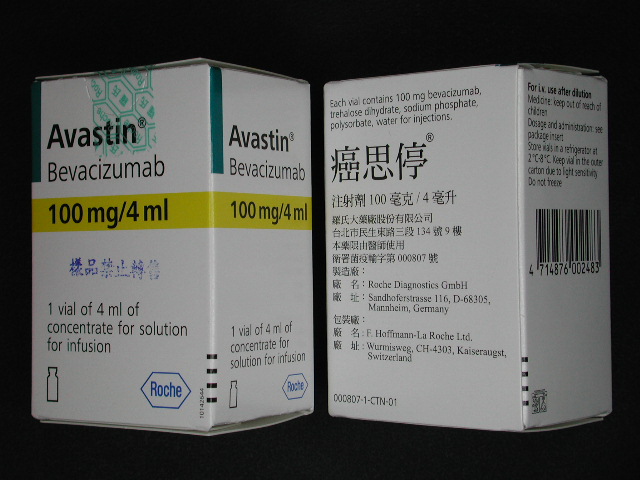 Avastin®
Bevacizumab
100 mg/4 ml
樣品禁止轉售
1 vial of 4 ml of
concentrate for solution
for infusion
Roche
10142644
Avastin®
Bevacizumab
100 mg/4 ml
1 vial of 4 ml of
concentrate for
solution for infusion
Roche
Each vial contains 100 mg bevacizumab,
trehalose dihydrate, sodium phosphate,
polysorbate, water for injections.
癌思停®
注射劑 100 毫克 / 4 毫升
羅氏大藥廠股份有限公司
台北市民生東路三段 134 號 9 樓
本藥限由醫師使用
衛署菌疫輸字第 000807 號
製造廠:
廠 名: Roche Diagnostics GmbH
廠 址: Sandhoferstrasse 116, D-68305,
Mannheim, Germany
包裝廠:
廠 名: F. Hoffmann-La Roche Ltd.
廠 址: Wurmisweg, CH-4303, Kaiseraugst,
Switzerland
000807-1-CTN-01
For i.v. use after dilution
Medicine: keep out of reach of
children
Dosage and administration: see
package insert
Store vials in a refrigerator at
2°C-8°C. Keep vial in the outer
carton due to light sensitivity
Do not freeze
4 714876 002483